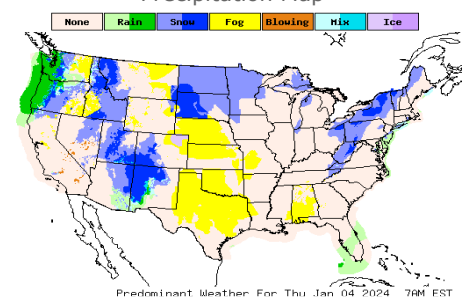 Precipitation Map
None Rain Snow Fog Blowing Mix Ice
Predominant Weather For Thu Jan 04 2024 7AM EST